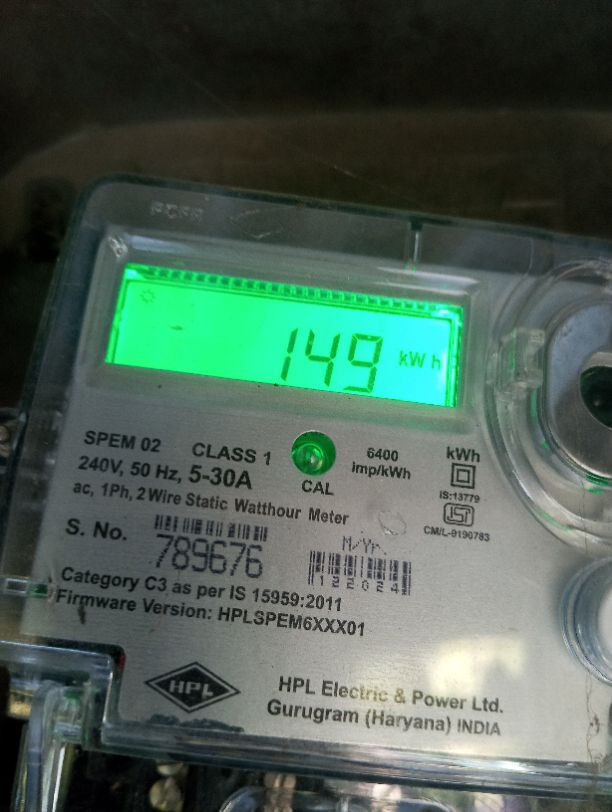 149 kWh
SPEM 02 CLASS 1 6400 imp/kWh kWh
240V, 50 Hz, 5-30A CAL IS:13779
ac, 1Ph, 2 Wire Static Watthour Meter
CM/L-9190783
S. No. 789676 M/Yr.
Category C3 as per IS 15959:2011
Firmware Version: HPLSPEM6XXX01
HPL HPL Electric & Power Ltd.
Gurugram (Haryana) INDIA